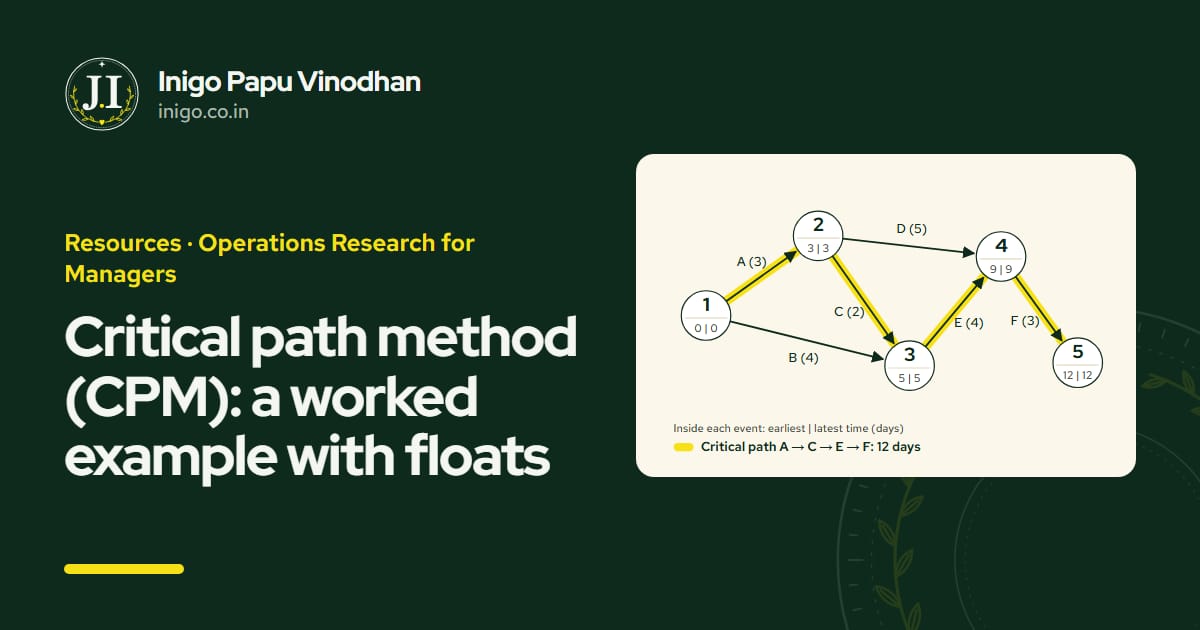 J.I
Inigo Papu Vinodhan
inigo.co.in
Resources · Operations Research for
Managers
Critical path method
(CPM): a worked
example with floats
1
0 | 0
2
3 | 3
3
5 | 5
4
9 | 9
5
12 | 12
A (3)
B (4)
C (2)
D (5)
E (4)
F (3)
Inside each event: earliest | latest time (days)
Critical path A → C → E → F: 12 days